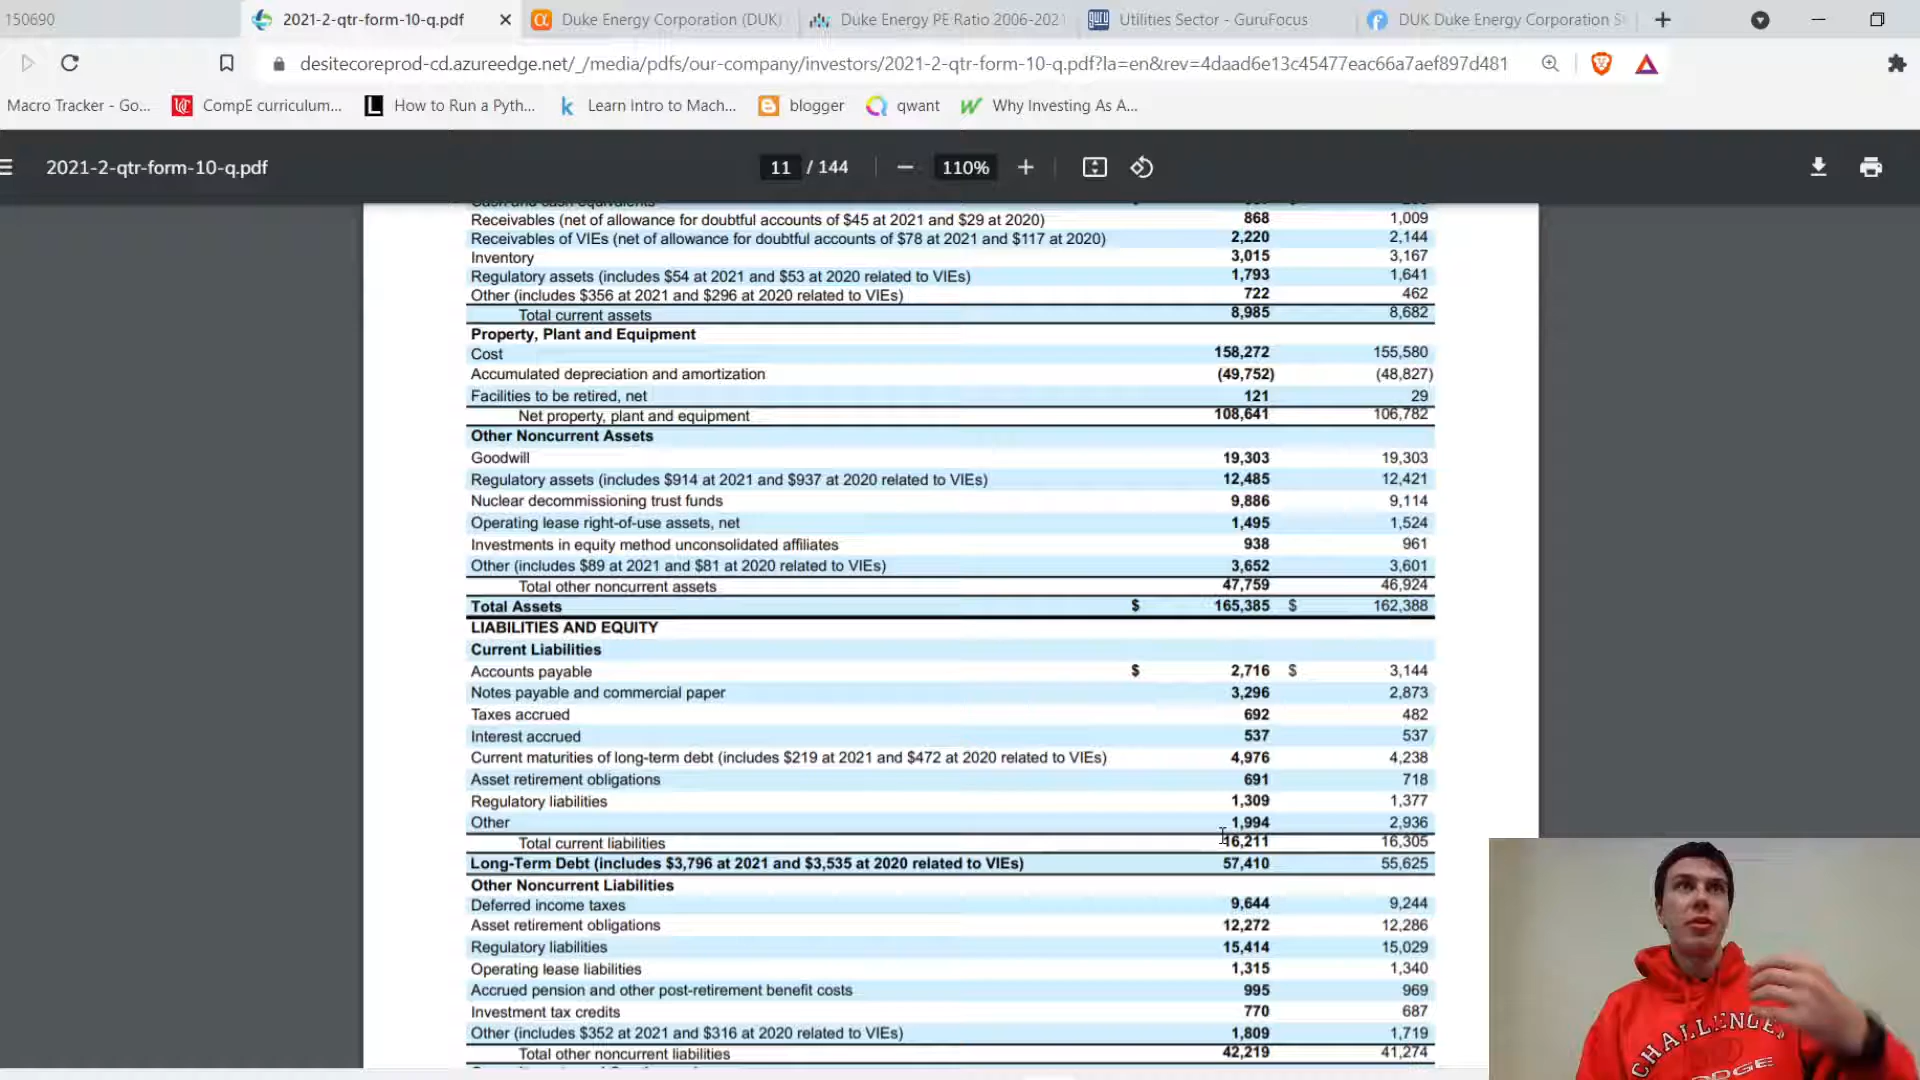 150690
2021-2-qtr-form-10-q.pdf
Duke Energy Corporation (DUK)
Duke Energy PE Ratio 2006-2021
Utilities Sector - GuruFocus
DUK Duke Energy Corporation S
desitecoreprod-cd.azureedge.net/_/media/pdfs/our-company/investors/2021-2-qtr-form-10-q.pdf?la=en&rev=4daad6e13c45477eac66a7aef897d481
Macro Tracker - Go...
CompE curriculum...
How to Run a Pyth...
Learn Intro to Mach...
blogger
qwant
Why Investing As A...
2021-2-qtr-form-10-q.pdf
11 / 144
110%
Receivables (net of allowance for doubtful accounts of $45 at 2021 and $29 at 2020) 868 1,009
Receivables of VIEs (net of allowance for doubtful accounts of $78 at 2021 and $117 at 2020) 2,220 2,144
Inventory 3,015 3,167
Regulatory assets (includes $54 at 2021 and $53 at 2020 related to VIEs) 1,793 1,641
Other (includes $356 at 2021 and $296 at 2020 related to VIEs) 722 462
Total current assets 8,985 8,682
Property, Plant and Equipment
Cost 158,272 155,580
Accumulated depreciation and amortization (49,752) (48,827)
Facilities to be retired, net 121 29
Net property, plant and equipment 108,641 106,782
Other Noncurrent Assets
Goodwill 19,303 19,303
Regulatory assets (includes $914 at 2021 and $937 at 2020 related to VIEs) 12,485 12,421
Nuclear decommissioning trust funds 9,886 9,114
Operating lease right-of-use assets, net 1,495 1,524
Investments in equity method unconsolidated affiliates 938 961
Other (includes $89 at 2021 and $81 at 2020 related to VIEs) 3,652 3,601
Total other noncurrent assets 47,759 46,924
Total Assets $ 165,385 $ 162,388
LIABILITIES AND EQUITY
Current Liabilities
Accounts payable $ 2,716 $ 3,144
Notes payable and commercial paper 3,296 2,873
Taxes accrued 692 482
Interest accrued 537 537
Current maturities of long-term debt (includes $219 at 2021 and $472 at 2020 related to VIEs) 4,976 4,238
Asset retirement obligations 691 718
Regulatory liabilities 1,309 1,377
Other 1,994 2,936
Total current liabilities 16,211 16,305
Long-Term Debt (includes $3,796 at 2021 and $3,535 at 2020 related to VIEs) 57,410 55,625
Other Noncurrent Liabilities
Deferred income taxes 9,644 9,244
Asset retirement obligations 12,272 12,286
Regulatory liabilities 15,414 15,029
Operating lease liabilities 1,315 1,340
Accrued pension and other post-retirement benefit costs 995 969
Investment tax credits 770 687
Other (includes $352 at 2021 and $316 at 2020 related to VIEs) 1,809 1,719
Total other noncurrent liabilities 42,219 41,274
CHALLENGE
DODGE